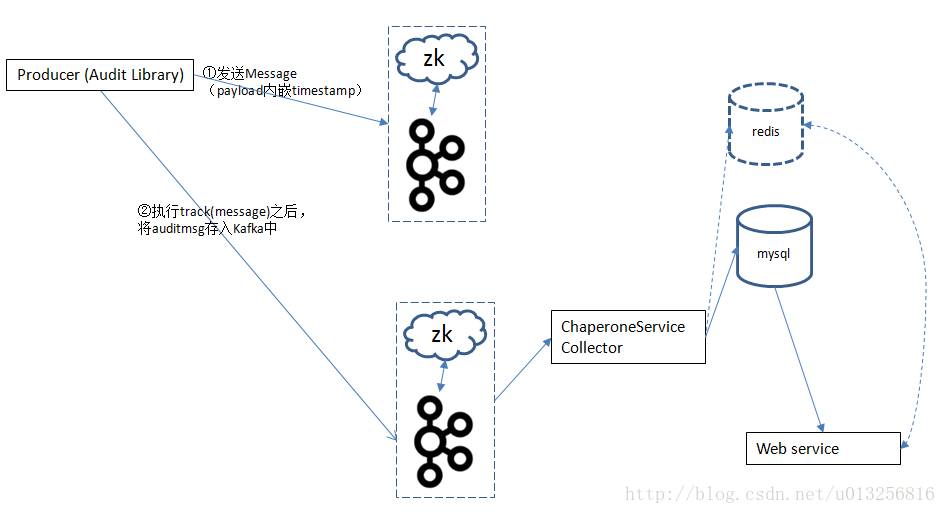 Producer (Audit Library)
①发送Message
（payload内嵌timestamp）
zk
redis
②执行track(message)之后，
将auditmsg存入Kafka中
mysql
zk
ChaperoneService
Collector
Web service
http://blog.csdn.net/u013256816